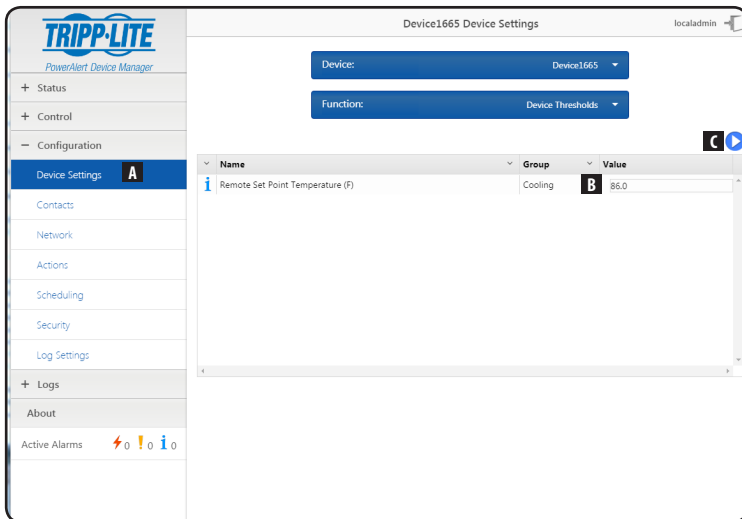 TRIPP·LITE
PowerAlert Device Manager
Device1665 Device Settings
localadmin
+ Status
+ Control
− Configuration
Device Settings A
Contacts
Network
Actions
Scheduling
Security
Log Settings
+ Logs
About
Active Alarms 0 ! 0 i 0
Device: Device1665
Function: Device Thresholds
C
Name Group Value
i Remote Set Point Temperature (F) Cooling B 86.0